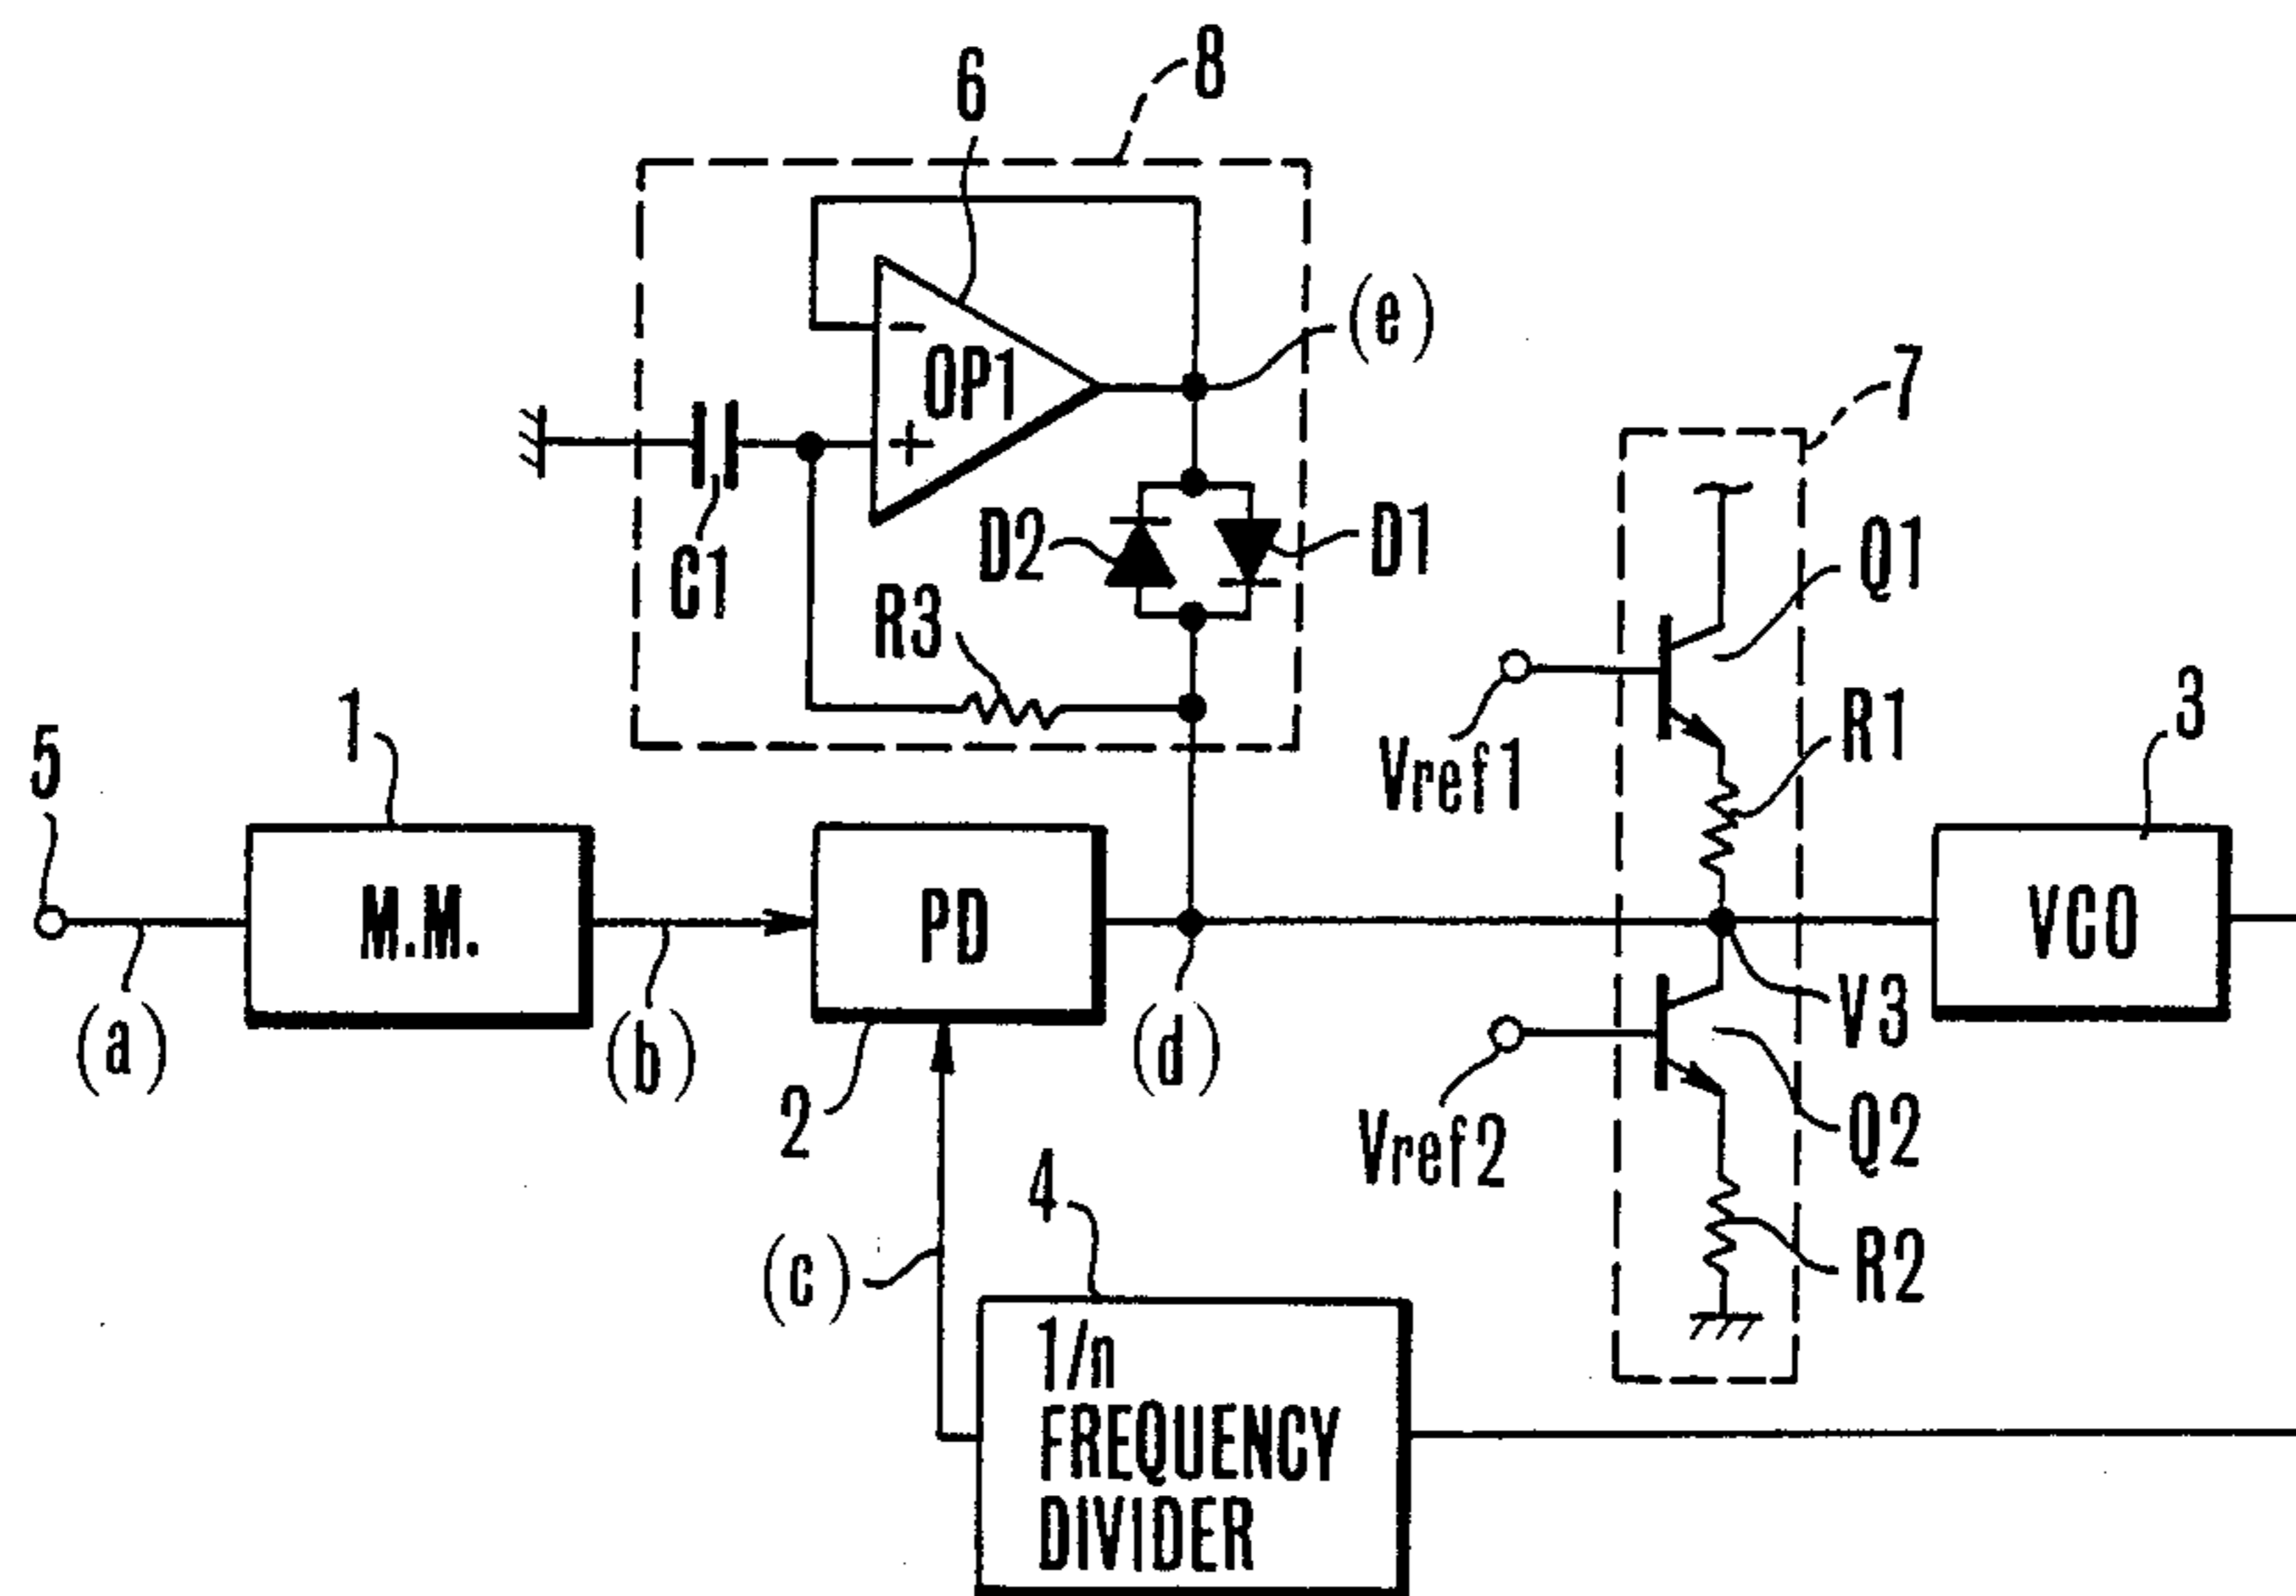 8
6
(e)
7
-
OP1
+
D2
D1
C1
R3
Q1
Vref1
R1
3
5
1
M.M.
PD
VCO
V3
(a)
(b)
(d)
2
Vref2
Q2
4
(c)
R2
1/n
FREQUENCY
DIVIDER